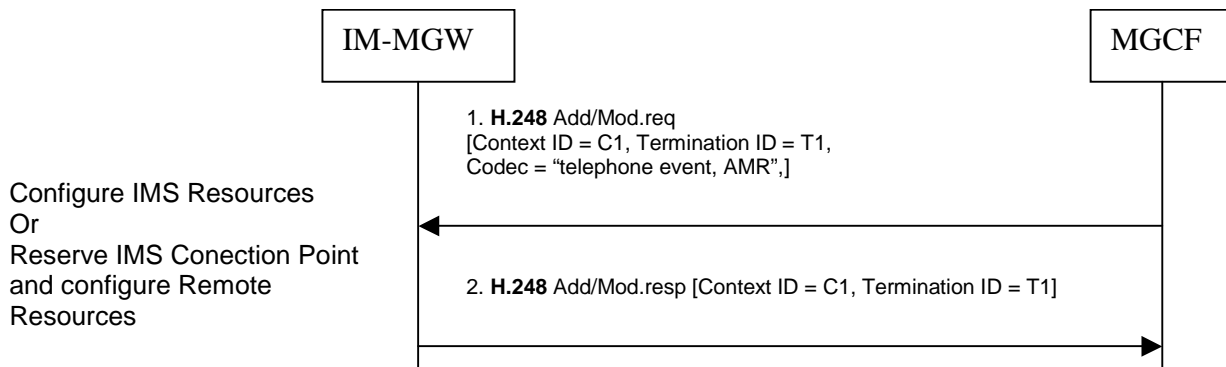 IM-MGW
MGCF
1. H.248 Add/Mod.req
[Context ID = C1, Termination ID = T1,
Codec = “telephone event, AMR”,]
Configure IMS Resources
Or
Reserve IMS Conection Point
and configure Remote
Resources
2. H.248 Add/Mod.resp [Context ID = C1, Termination ID = T1]